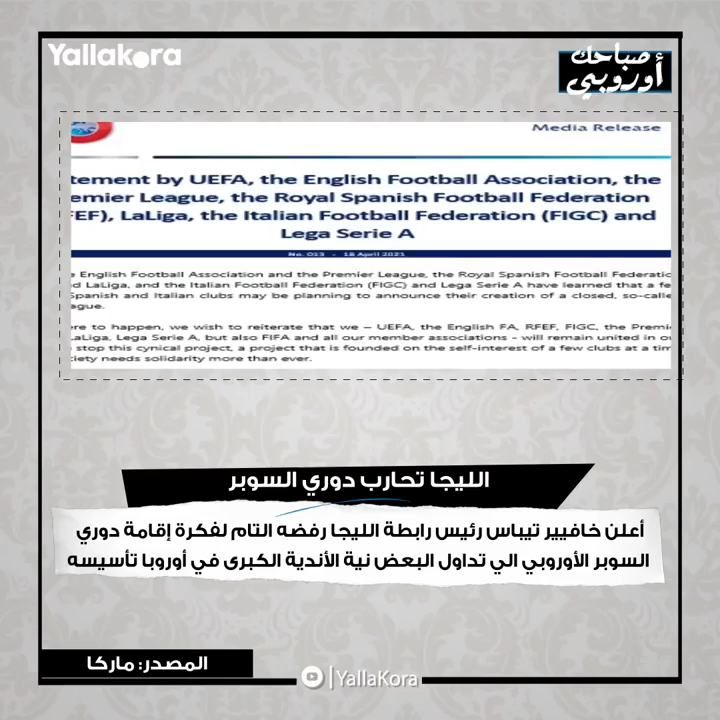 Yallakora
صباحك
أوروبي
Media Release
tement by UEFA, the English Football Association, the
emier League, the Royal Spanish Football Federation
FEF), LaLiga, the Italian Football Federation (FIGC) and
Lega Serie A
No. 013 - 18 April 2021
e English Football Association and the Premier League, the Royal Spanish Football Federatic
nd LaLiga, and the Italian Football Federation (FIGC) and Lega Serie A have learned that a fe
Spanish and Italian clubs may be planning to announce their creation of a closed, so-calle
ague.
ere to happen, we wish to reiterate that we – UEFA, the English FA, RFEF, FIGC, the Premie
LaLiga, Lega Serie A, but also FIFA and all our member associations - will remain united in ou
stop this cynical project, a project that is founded on the self-interest of a few clubs at a tim
ciety needs solidarity more than ever.
الليجا تحارب دوري السوبر
أعلن خافيير تيباس رئيس رابطة الليجا رفضه التام لفكرة إقامة دوري
السوبر الأوروبي الي تداول البعض نية الأندية الكبرى في أوروبا تأسيسه
المصدر: ماركا
YallaKora